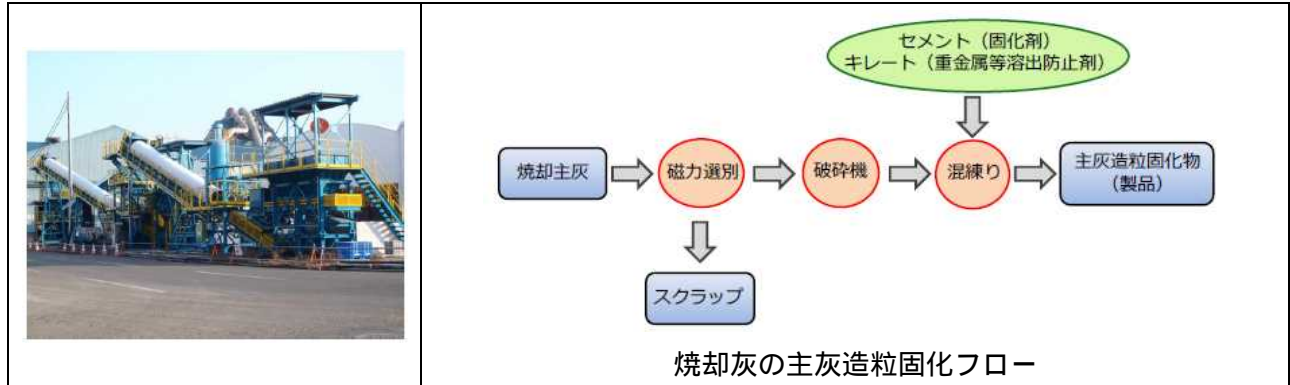 セメント（固化剤）
キレート（重金属等溶出防止剤）
焼却主灰
磁力選別
破砕機
混練り
主灰造粒固化物
（製品）
スクラップ
焼却灰の主灰造粒固化フロー